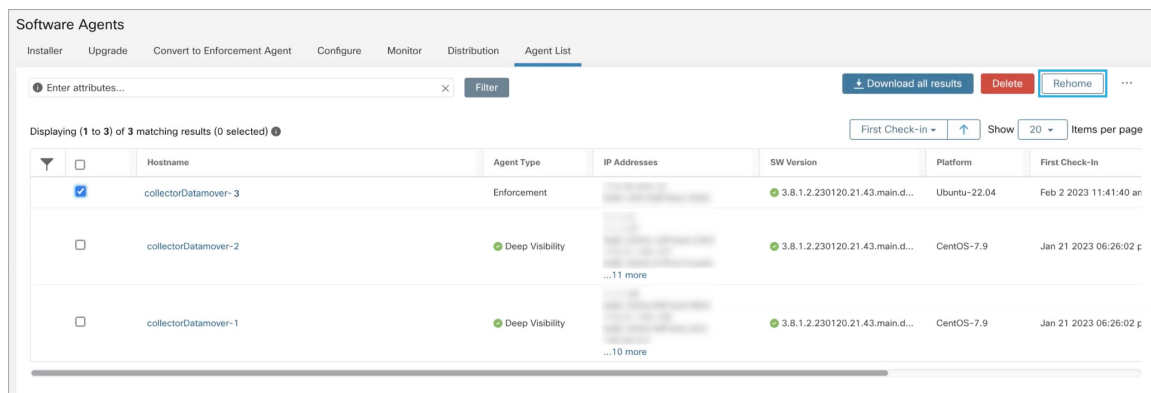 Software Agents
Installer Upgrade Convert to Enforcement Agent Configure Monitor Distribution Agent List
Enter attributes... × Filter Download all results Delete Rehome ...
Displaying (1 to 3) of 3 matching results (0 selected) First Check-in Show 20 Items per page
Hostname Agent Type IP Addresses SW Version Platform First Check-In
collectorDatamover- 3 Enforcement 3.8.1.2.230120.21.43.main.d... Ubuntu-22.04 Feb 2 2023 11:41:40 am
collectorDatamover-2 Deep Visibility 3.8.1.2.230120.21.43.main.d... CentOS-7.9 Jan 21 2023 06:26:02 p
...11 more
collectorDatamover-1 Deep Visibility 3.8.1.2.230120.21.43.main.d... CentOS-7.9 Jan 21 2023 06:26:02 p
...10 more